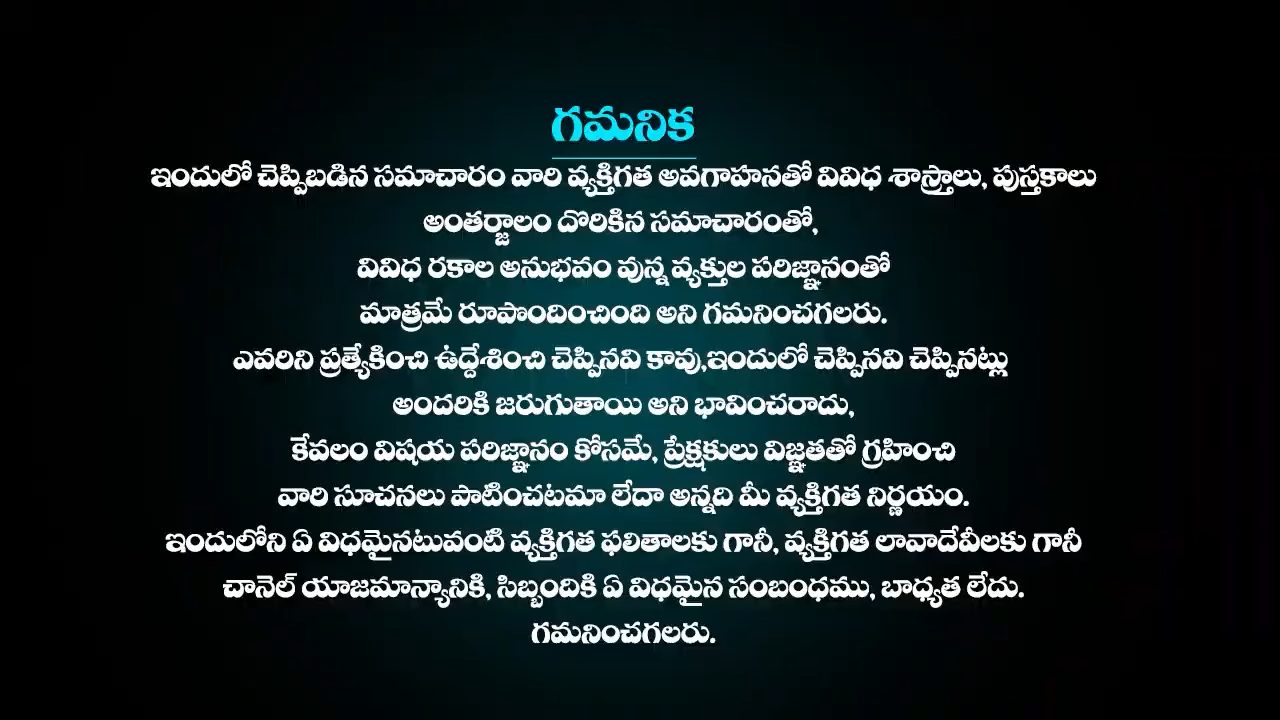 గమనిక
ఇందులో చెప్పిబడిన సమాచారం వారి వ్యక్తిగత అవగాహనతో వివిధ శాస్త్రాలు, పుస్తకాలు
అంతర్జాలం దొరికిన సమాచారంతో,
వివిధ రకాల అనుభవం వున్న వ్యక్తుల పరిజ్ఞానంతో
మాత్రమే రూపొందించింది అని గమనించగలరు.
ఎవరిని ప్రత్యేకించి ఉద్దేశించి చెప్పినవి కావు,ఇందులో చెప్పినవి చెప్పినట్లు
అందరికి జరుగుతాయి అని భావించరాదు,
కేవలం విషయ పరిజ్ఞానం కోసమే, ప్రేక్షకులు విజ్ఞతతో గ్రహించి
వారి సూచనలు పాటించటమా లేదా అన్నది మీ వ్యక్తిగత నిర్ణయం.
ఇందులోని ఏ విధమైనటువంటి వ్యక్తిగత ఫలితాలకు గానీ, వ్యక్తిగత లావాదేవీలకు గానీ
చానెల్ యాజమాన్యానికి, సిబ్బందికి ఏ విధమైన సంబంధము, బాధ్యత లేదు.
గమనించగలరు.